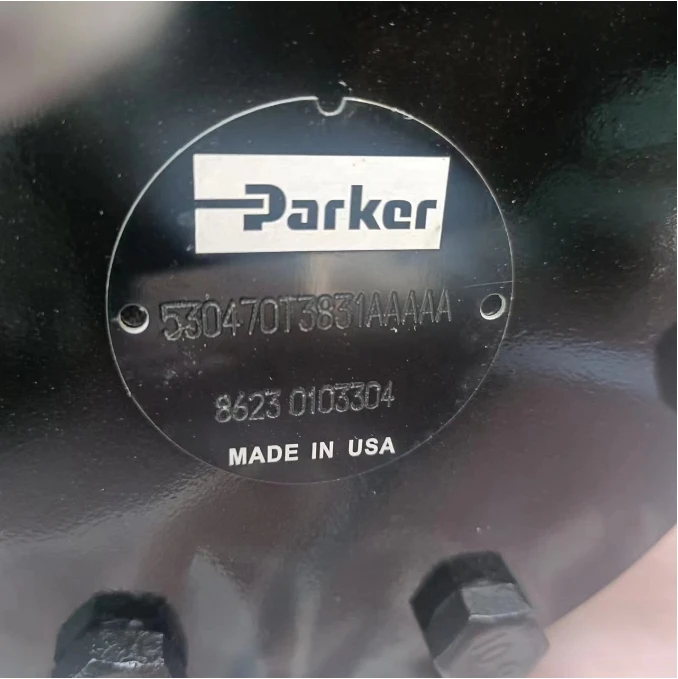 Parker
530470T3831AAAAA
8623 0103304
MADE IN USA